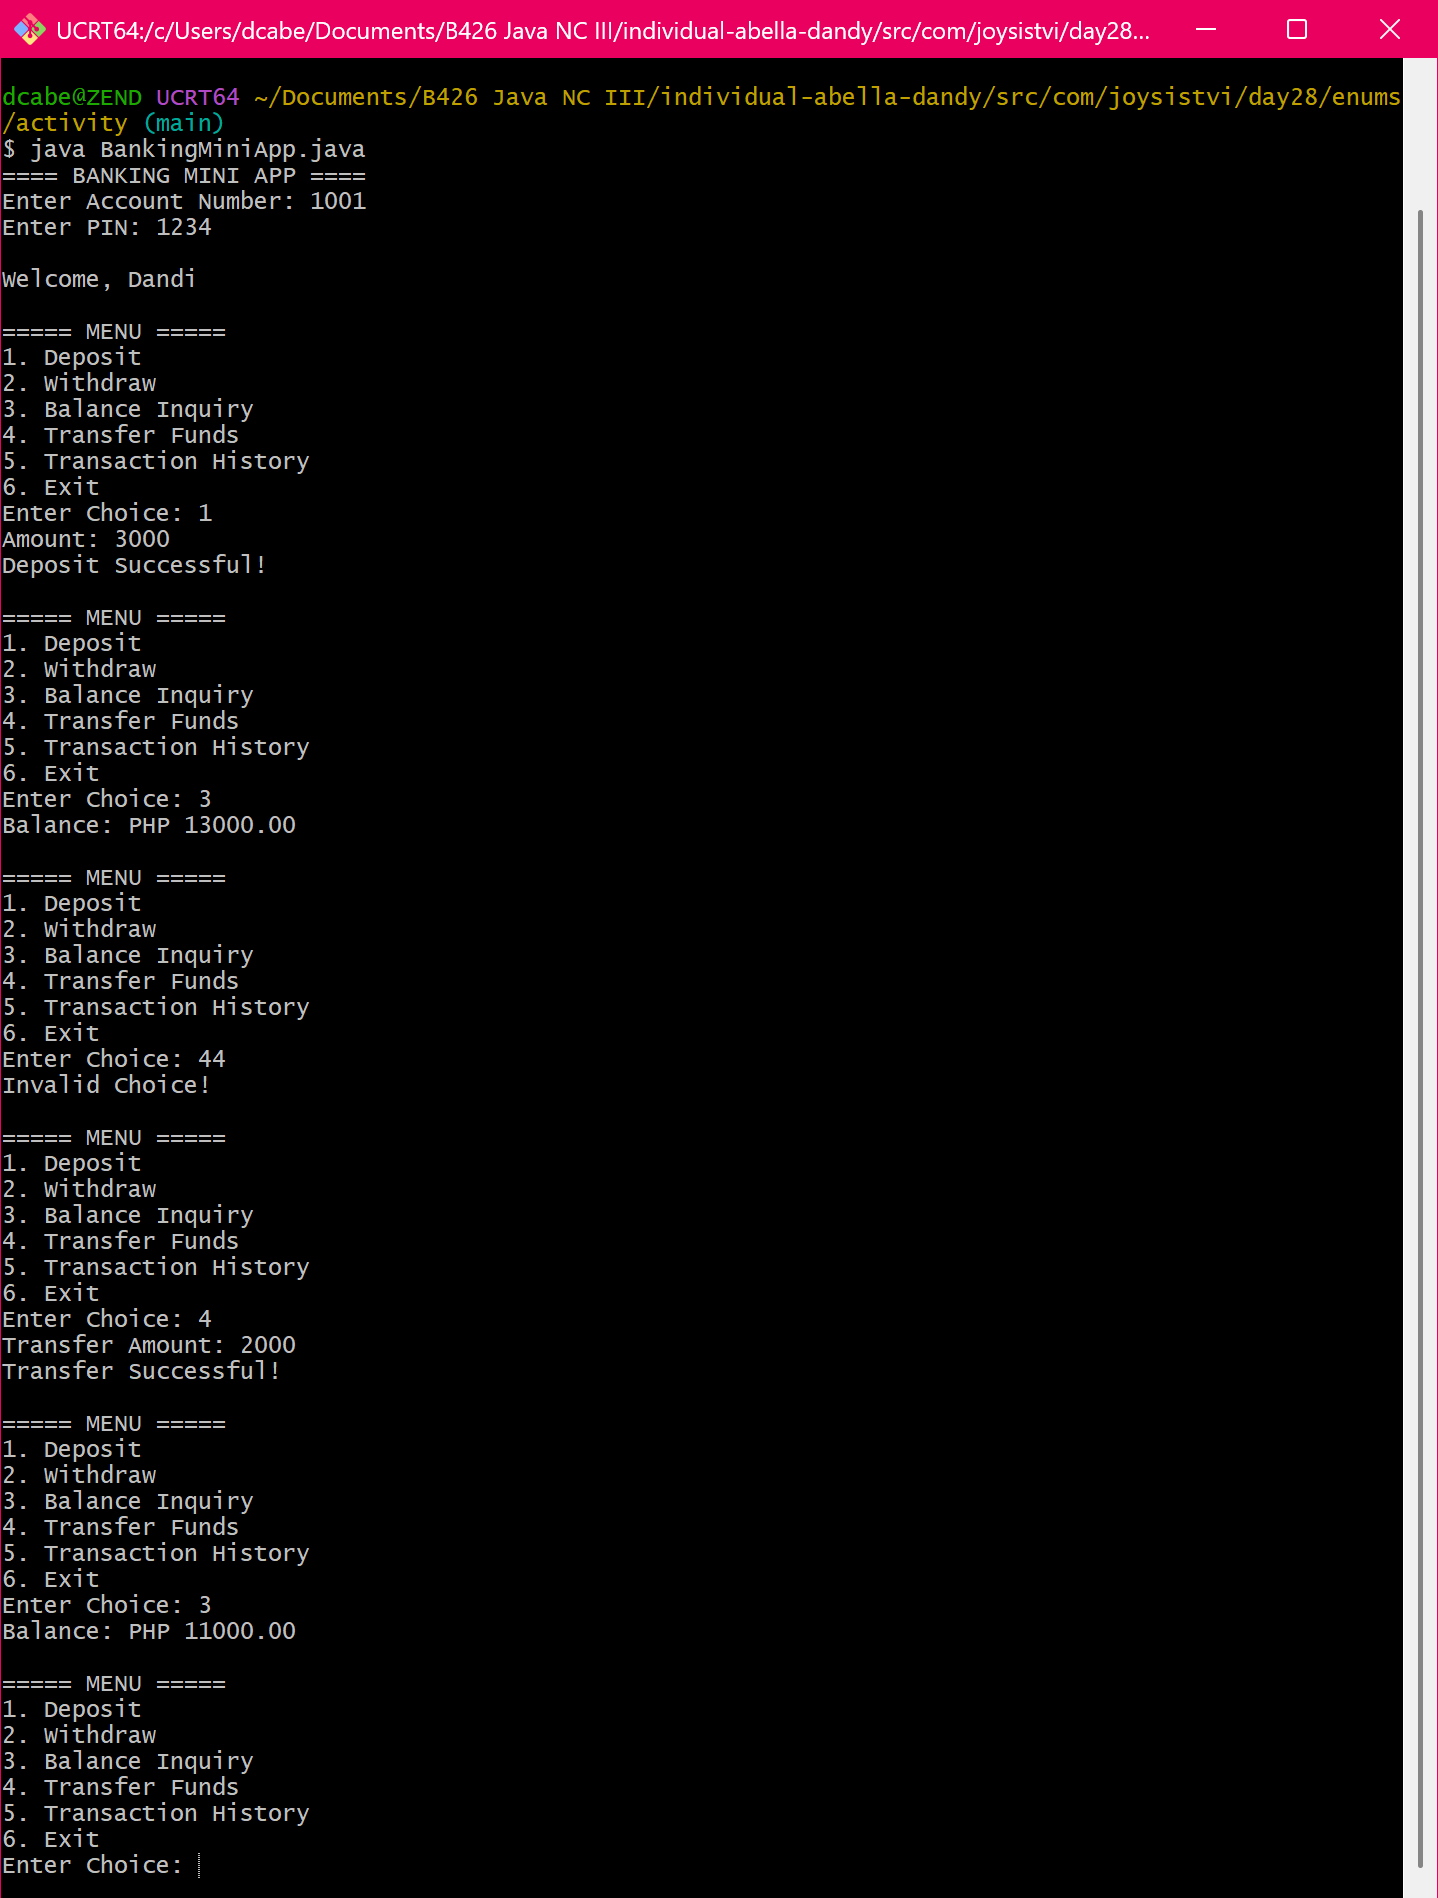 UCRT64:/c/Users/dcabe/Documents/B426 Java NC III/individual-abella-dandy/src/com/joysistvi/day28...
dcabe@ZEND UCRT64 ~/Documents/B426 Java NC III/individual-abella-dandy/src/com/joysistvi/day28/enums
/activity (main)
$ java BankingMiniApp.java
==== BANKING MINI APP ====
Enter Account Number: 1001
Enter PIN: 1234

Welcome, Dandi

===== MENU =====
1. Deposit
2. Withdraw
3. Balance Inquiry
4. Transfer Funds
5. Transaction History
6. Exit
Enter Choice: 1
Amount: 3000
Deposit Successful!

===== MENU =====
1. Deposit
2. Withdraw
3. Balance Inquiry
4. Transfer Funds
5. Transaction History
6. Exit
Enter Choice: 3
Balance: PHP 13000.00

===== MENU =====
1. Deposit
2. Withdraw
3. Balance Inquiry
4. Transfer Funds
5. Transaction History
6. Exit
Enter Choice: 44
Invalid Choice!

===== MENU =====
1. Deposit
2. Withdraw
3. Balance Inquiry
4. Transfer Funds
5. Transaction History
6. Exit
Enter Choice: 4
Transfer Amount: 2000
Transfer Successful!

===== MENU =====
1. Deposit
2. Withdraw
3. Balance Inquiry
4. Transfer Funds
5. Transaction History
6. Exit
Enter Choice: 3
Balance: PHP 11000.00

===== MENU =====
1. Deposit
2. Withdraw
3. Balance Inquiry
4. Transfer Funds
5. Transaction History
6. Exit
Enter Choice: